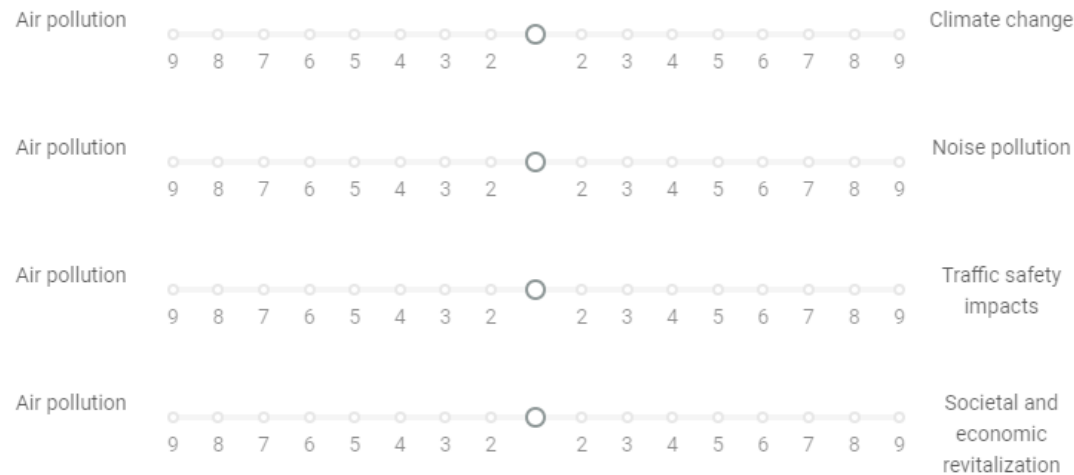 Air pollution Climate change
9 8 7 6 5 4 3 2 2 3 4 5 6 7 8 9
Air pollution Noise pollution
9 8 7 6 5 4 3 2 2 3 4 5 6 7 8 9
Air pollution Traffic safety
impacts
9 8 7 6 5 4 3 2 2 3 4 5 6 7 8 9
Air pollution Societal and
economic
9 8 7 6 5 4 3 2 2 3 4 5 6 7 8 9
revitalization